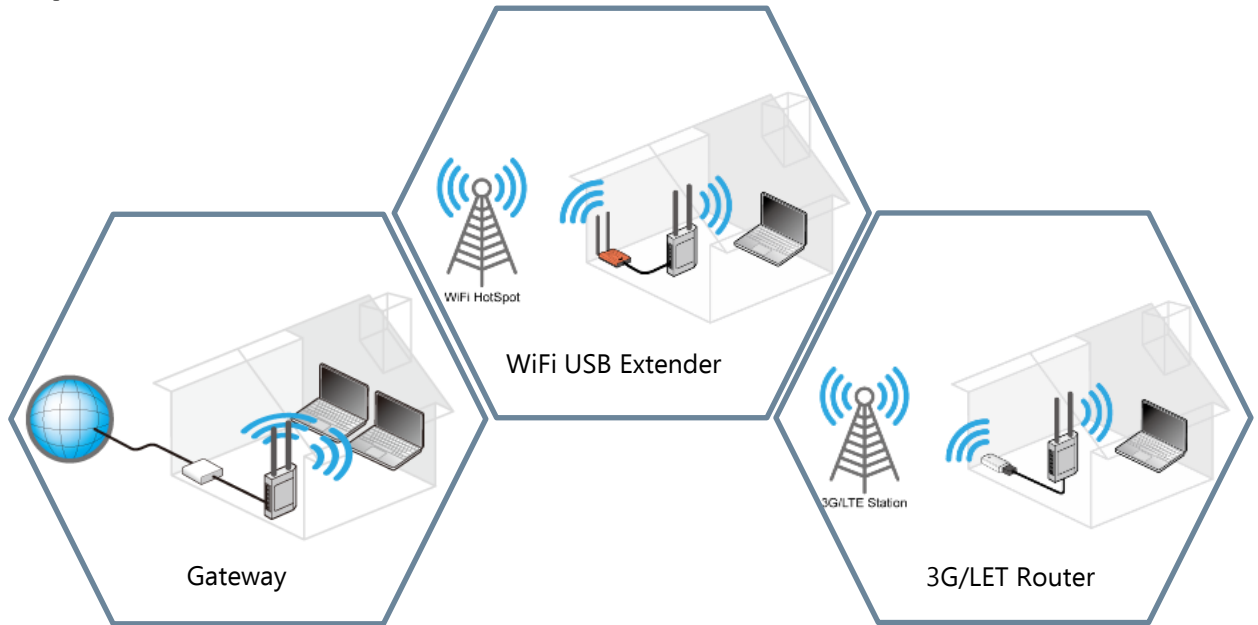 WiFi HotSpot
WiFi USB Extender
Gateway
3G/LTE Station
3G/LET Router